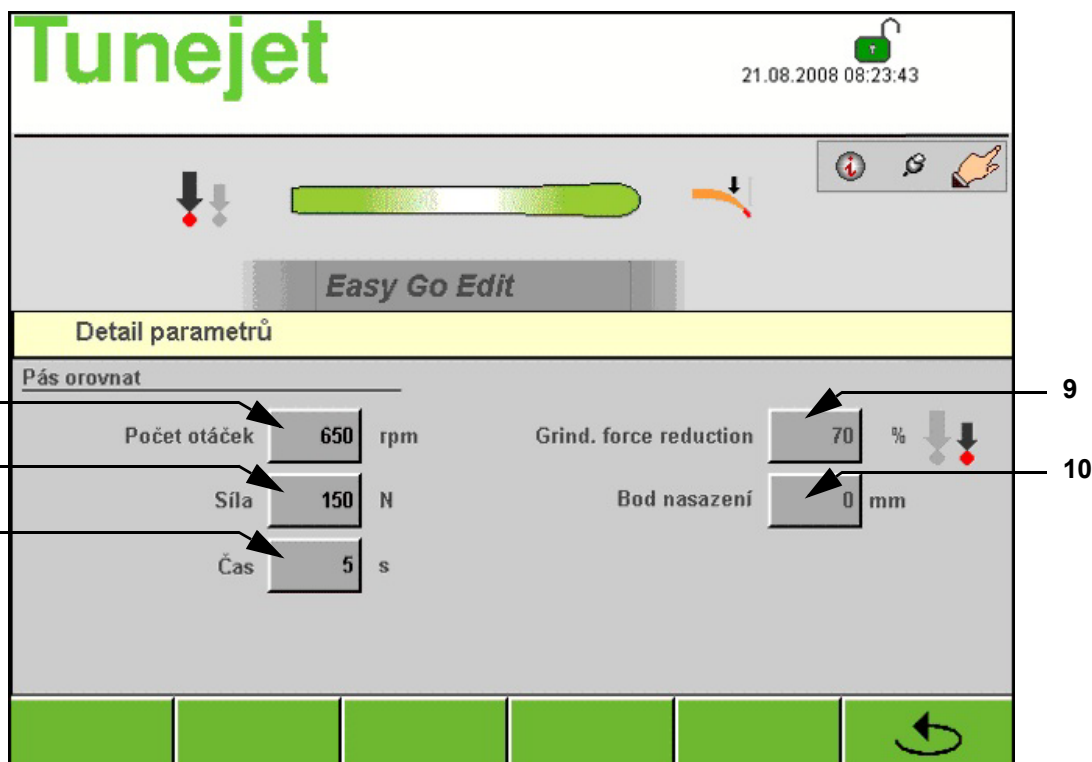 Tunejet
21.08.2008 08:23:43
Easy Go Edit
Detail parametrů
Pás orovnat
Počet otáček 650 rpm
Grind. force reduction 70 %
9
Síla 150 N
Bod nasazení 0 mm
10
Čas 5 s